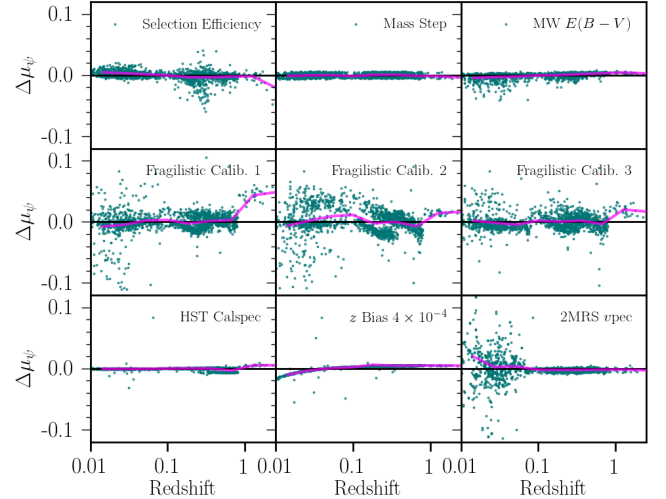 Selection Efficiency
Mass Step
MW E(B − V)
0.1
0.0
-0.1
Δμψ
Fragilistic Calib. 1
Fragilistic Calib. 2
Fragilistic Calib. 3
0.1
0.0
-0.1
Δμψ
HST Calspec
z Bias 4 × 10⁻⁴
2MRS vpec
0.1
0.0
-0.1
Δμψ
0.01 0.1 1 0.01 0.1 1 0.01 0.1 1
Redshift Redshift Redshift